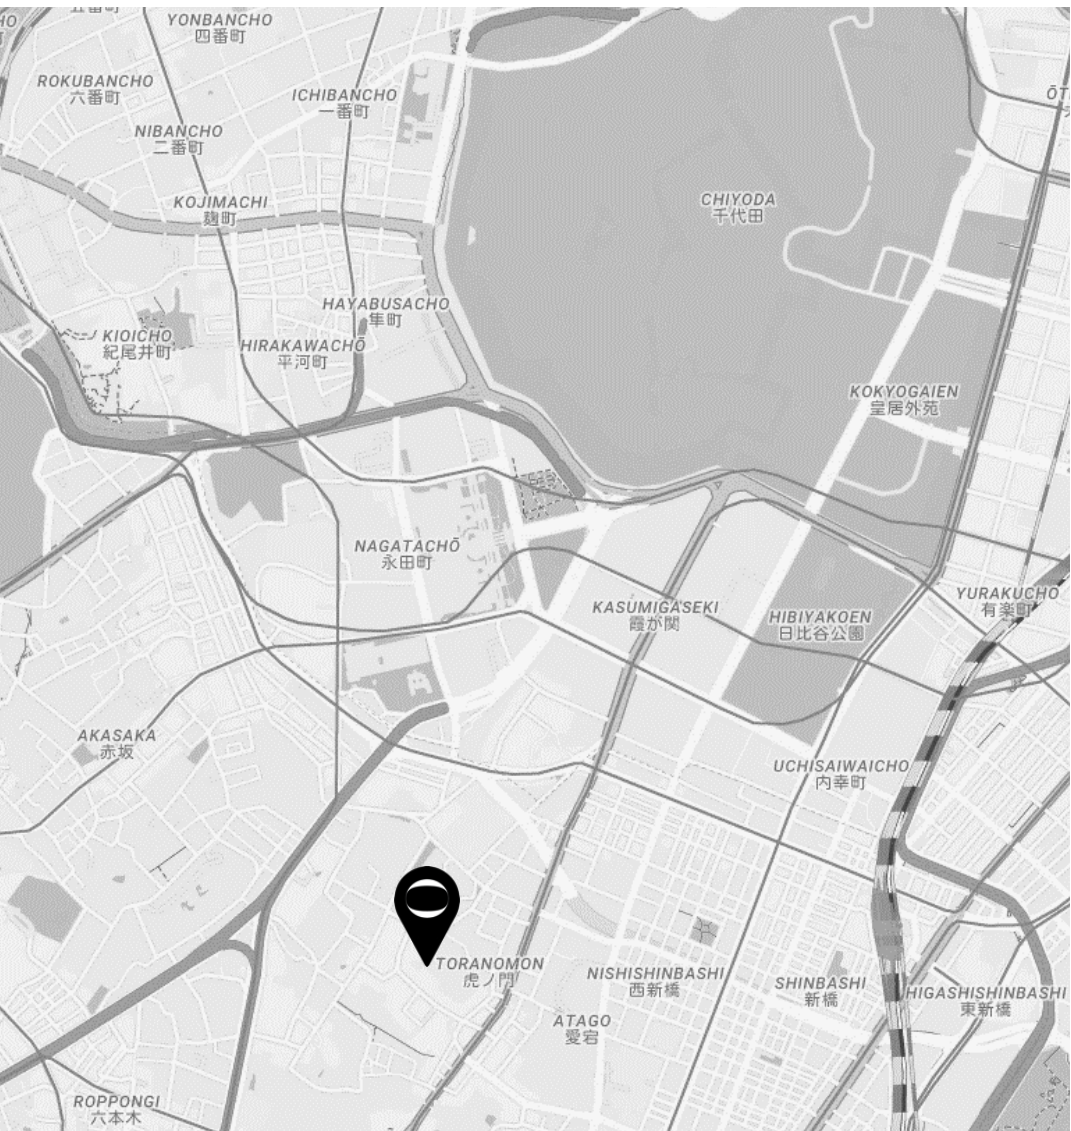 五番町
YONBANCHO
四番町
ROKUBANCHO
六番町
ICHIBANCHO
一番町
NIBANCHO
二番町
KOJIMACHI
麹町
CHIYODA
千代田
HAYABUSACHO
隼町
KIOICHO
紀尾井町
HIRAKAWACHŌ
平河町
KOKYOGAIEN
皇居外苑
NAGATACHŌ
永田町
KASUMIGASEKI
霞が関
HIBIYAKOEN
日比谷公園
YURAKUCHO
有楽町
AKASAKA
赤坂
UCHISAIWAICHO
内幸町
TORANOMON
虎ノ門
NISHISHINBASHI
西新橋
SHINBASHI
新橋
HIGASHISHINBASHI
東新橋
ATAGO
愛宕
ROPPONGI
六本木